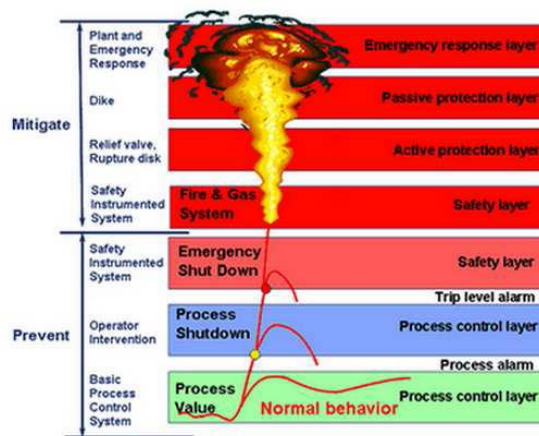 Plant and
Emergency
Response
Emergency response layer
Dike
Passive protection layer
Mitigate
Relief valve,
Rupture disk
Active protection layer
Safety
Instrumented
System
Fire & Gas
System
Safety layer
Safety
Instrumented
System
Emergency
Shut Down
Safety layer
Trip level alarm
Prevent
Operator
Intervention
Process
Shutdown
Process control layer
Process alarm
Basic
Process
Control
System
Process
Value
Normal behavior
Process control layer